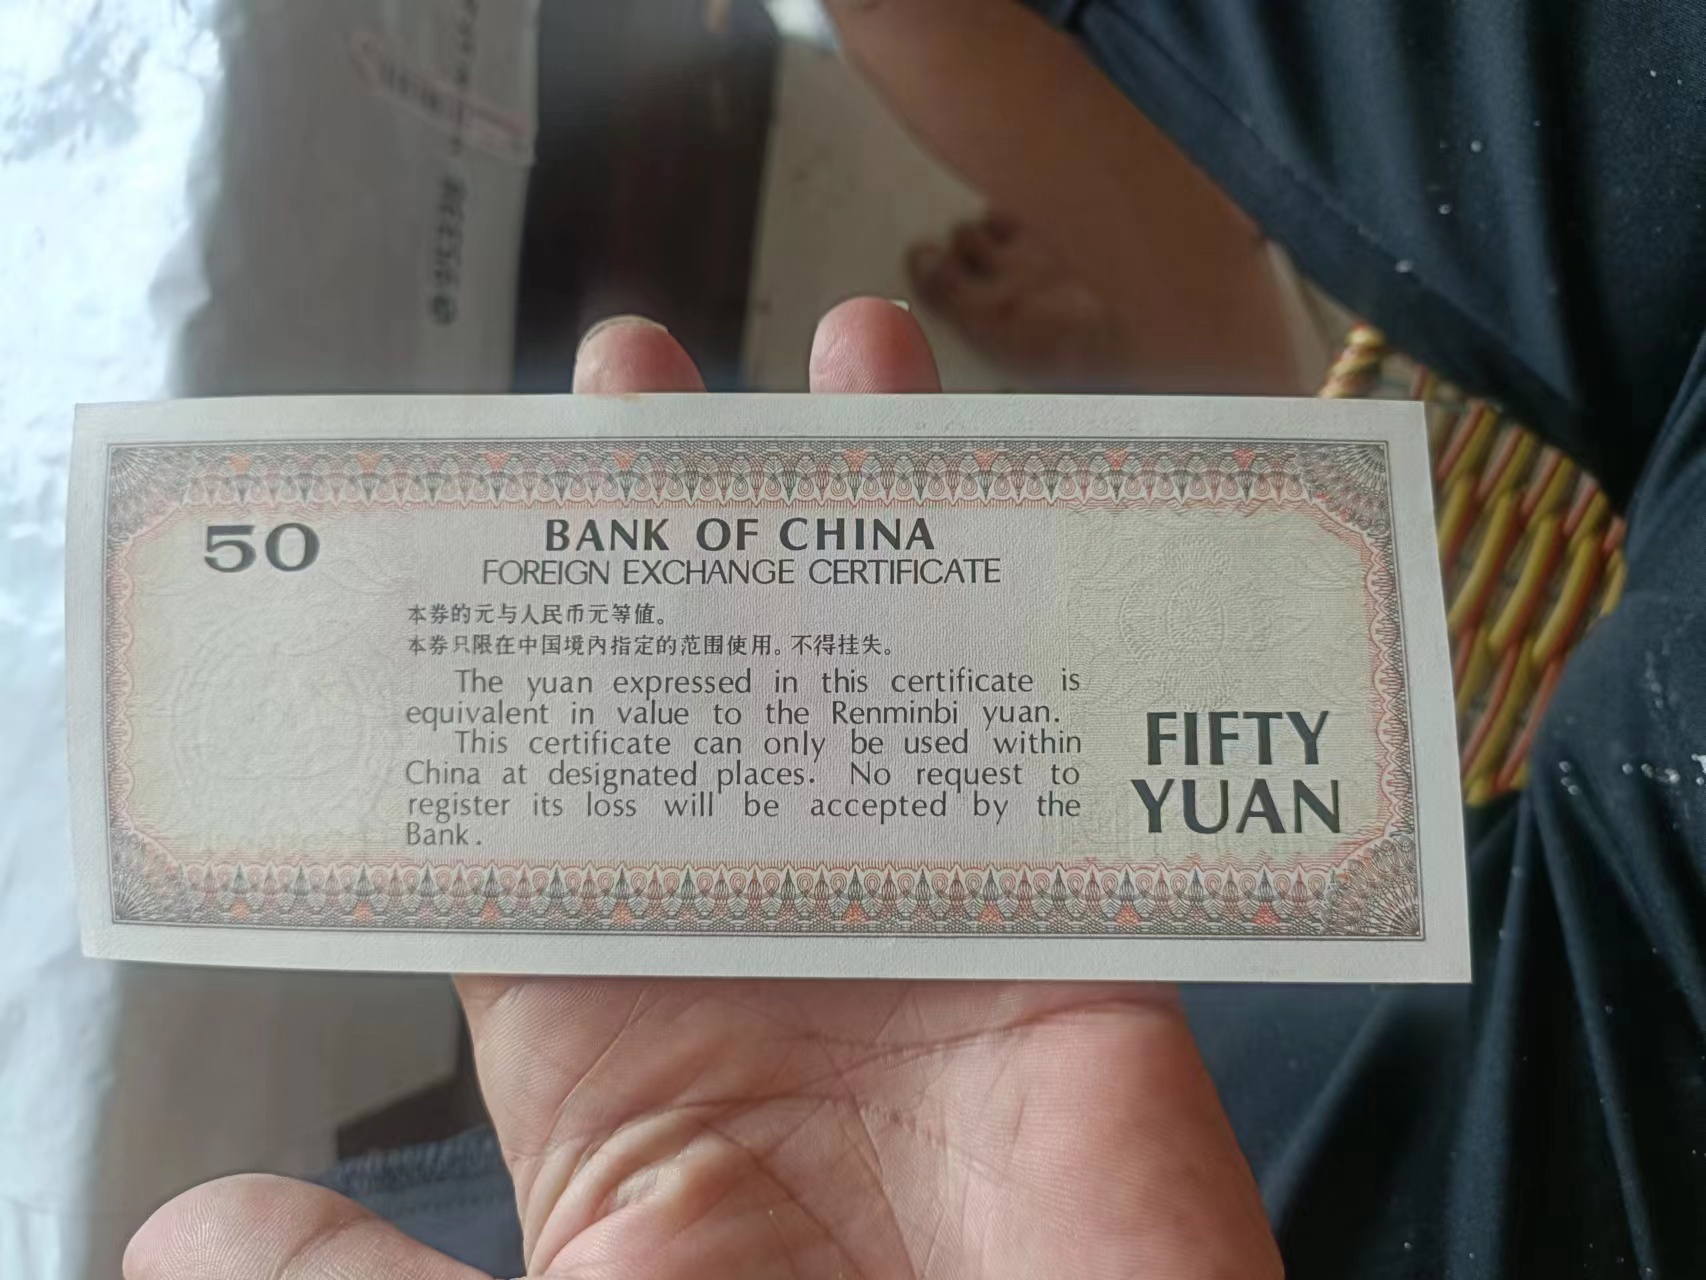 50
BANK OF CHINA
FOREIGN EXCHANGE CERTIFICATE
本券的元与人民币元等值。
本券只限在中国境内指定的范围使用。不得挂失。
The yuan expressed in this certificate is
equivalent in value to the Renminbi yuan.
This certificate can only be used within
China at designated places. No request to
register its loss will be accepted by the
Bank.
FIFTY
YUAN